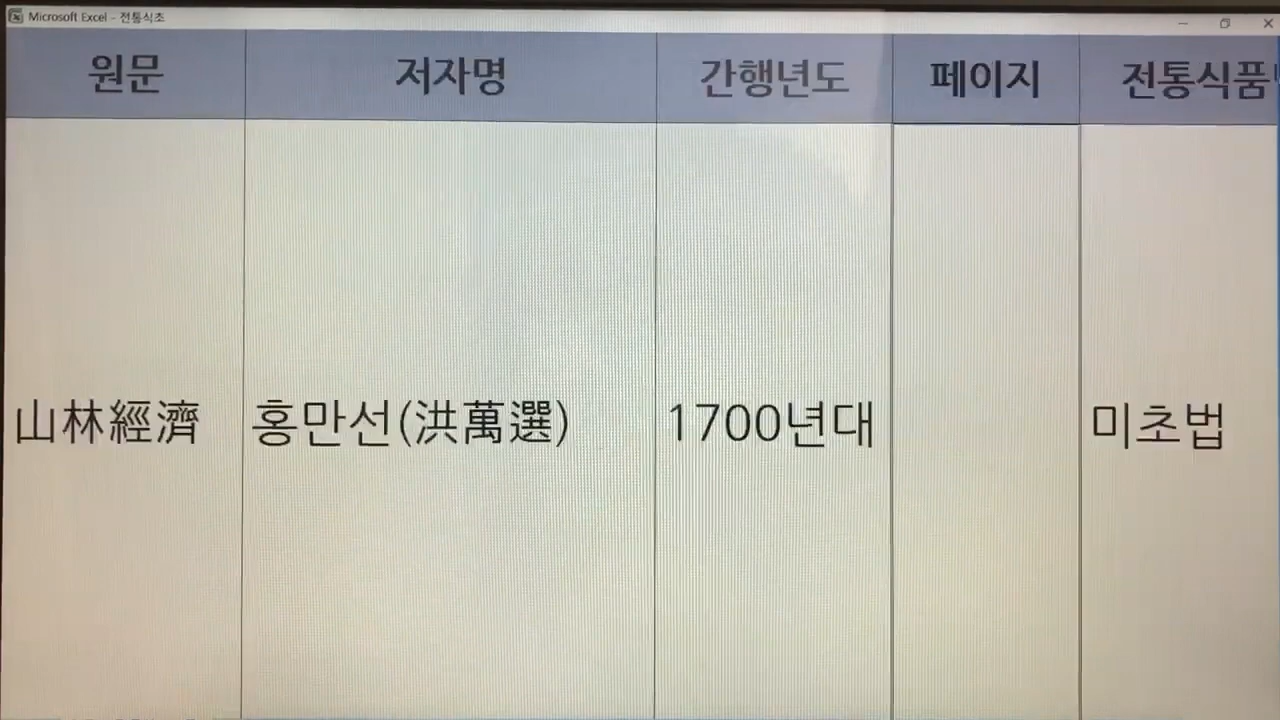 Microsoft Excel - 전통식초
원문 저자명 간행년도 페이지 전통식품
山林經濟 홍만선(洪萬選) 1700년대 미초법